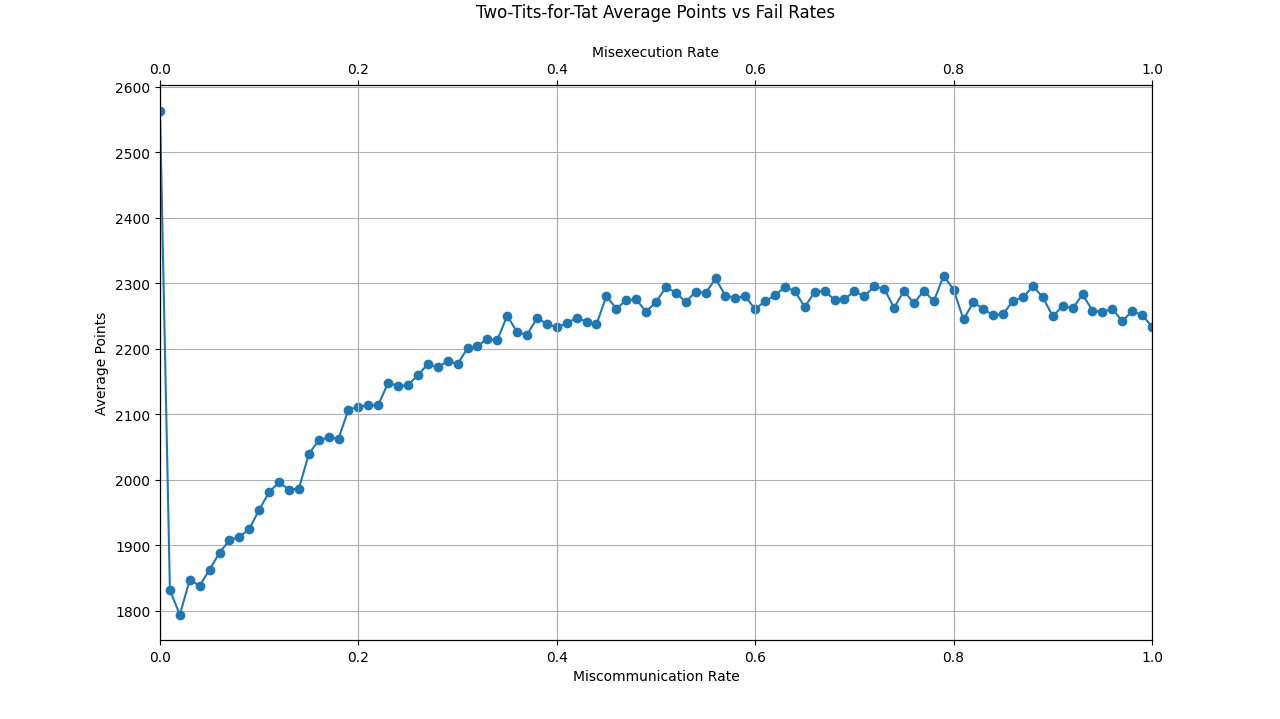 Two-Tits-for-Tat Average Points vs Fail Rates
Misexecution Rate
0.0 0.2 0.4 0.6 0.8 1.0
2600
2500
2400
2300
2200
2100
2000
1900
1800
Average Points
0.0 0.2 0.4 0.6 0.8 1.0
Miscommunication Rate